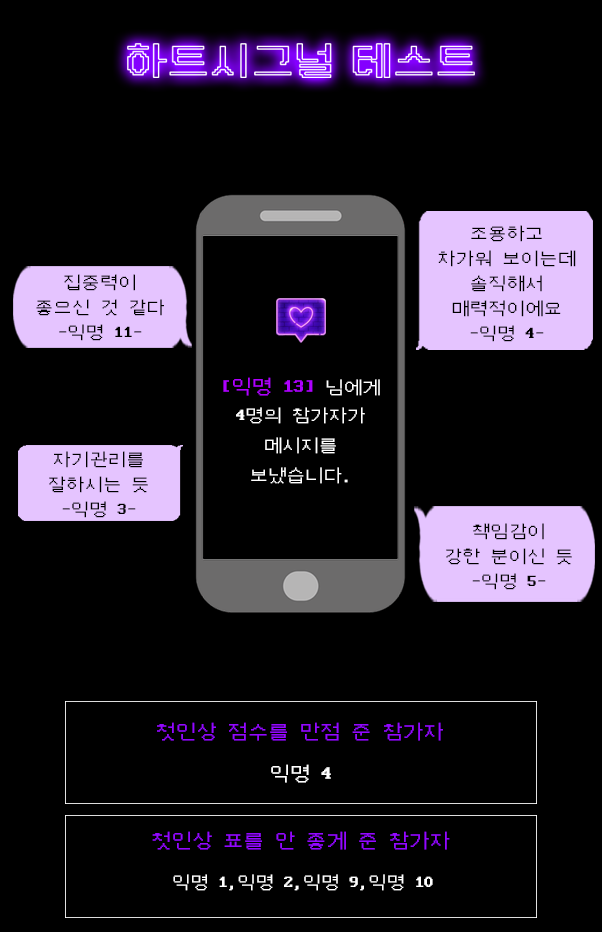 하트시그널 테스트
조용하고
차가워 보이는데
솔직해서
매력적이에요
-익명 4-
집중력이
좋으신 것 같다
-익명 11-
[익명 13] 님에게
4명의 참가자가
메시지를
보냈습니다.
자기관리를
잘하시는 듯
-익명 3-
책임감이
강한 분이신 듯
-익명 5-
첫인상 점수를 만점 준 참가자
익명 4
첫인상 표를 안 좋게 준 참가자
익명 1,익명 2,익명 9,익명 10